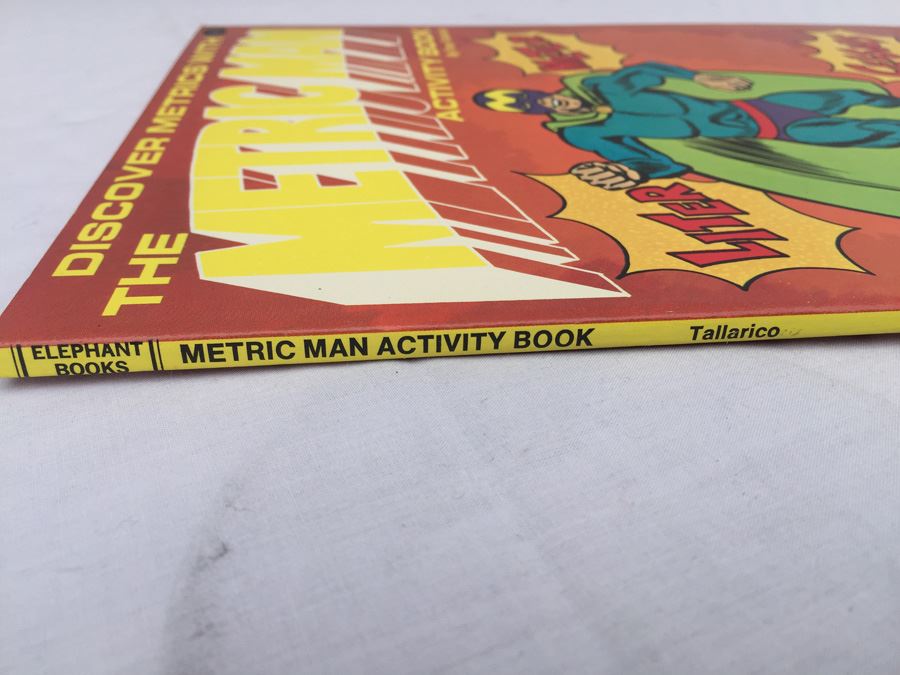 DISCOVER METRICS WITH
THE
METRIC MAN
ACTIVITY BOOK
LITER
ELEPHANT
BOOKS
METRIC MAN ACTIVITY BOOK
Tallarico